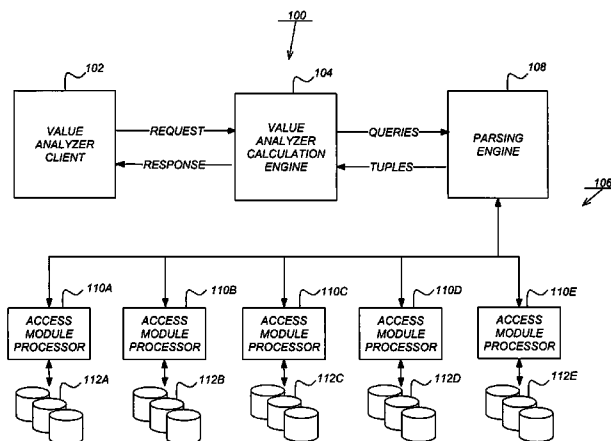 100
102
104
108
VALUE
ANALYZER
CLIENT
REQUEST
RESPONSE
VALUE
ANALYZER
CALCULATION
ENGINE
QUERIES
TUPLES
PARSING
ENGINE
106
110A
110B
110C
110D
110E
ACCESS
MODULE
PROCESSOR
ACCESS
MODULE
PROCESSOR
ACCESS
MODULE
PROCESSOR
ACCESS
MODULE
PROCESSOR
ACCESS
MODULE
PROCESSOR
112A
112B
112C
112D
112E